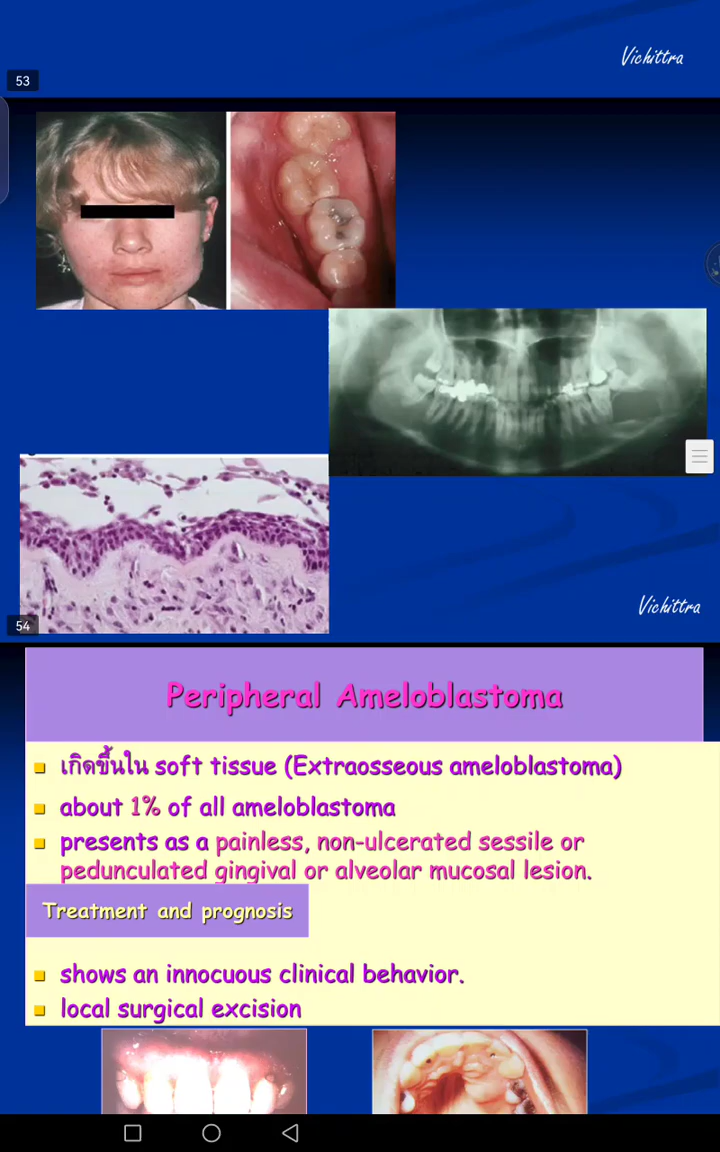 Vichittra
53
54
Vichittra
Peripheral Ameloblastoma
เกิดขึ้นใน soft tissue (Extraosseous ameloblastoma)
about 1% of all ameloblastoma
presents as a painless, non-ulcerated sessile or
pedunculated gingival or alveolar mucosal lesion.
Treatment and prognosis
shows an innocuous clinical behavior.
local surgical excision